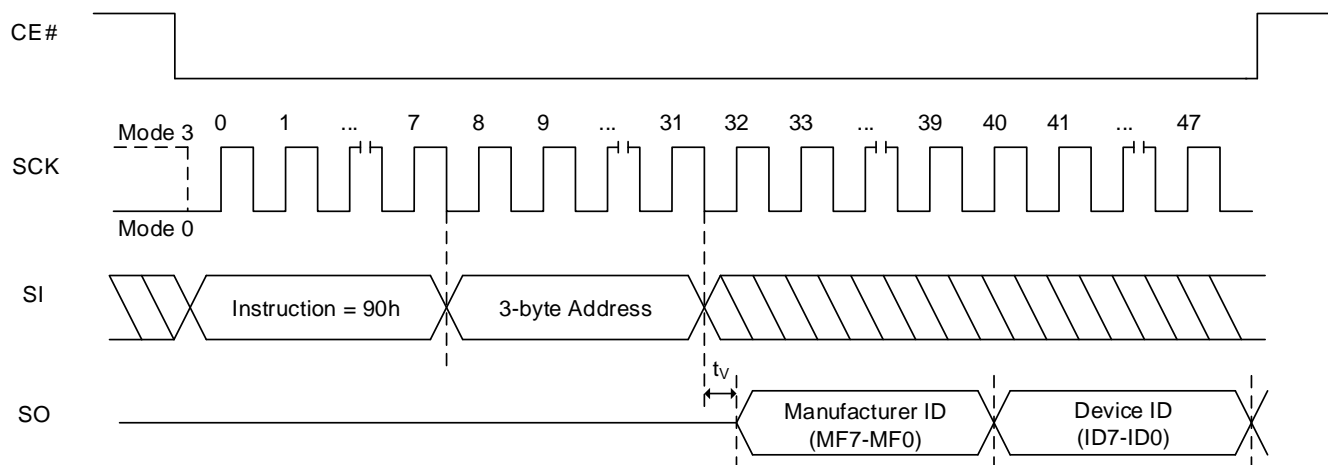 CE#
0 1 ... 7 8 9 ... 31 32 33 ... 39 40 41 ... 47
Mode 3
SCK
Mode 0
SI
Instruction = 90h
3-byte Address
tV
SO
Manufacturer ID
(MF7-MF0)
Device ID
(ID7-ID0)